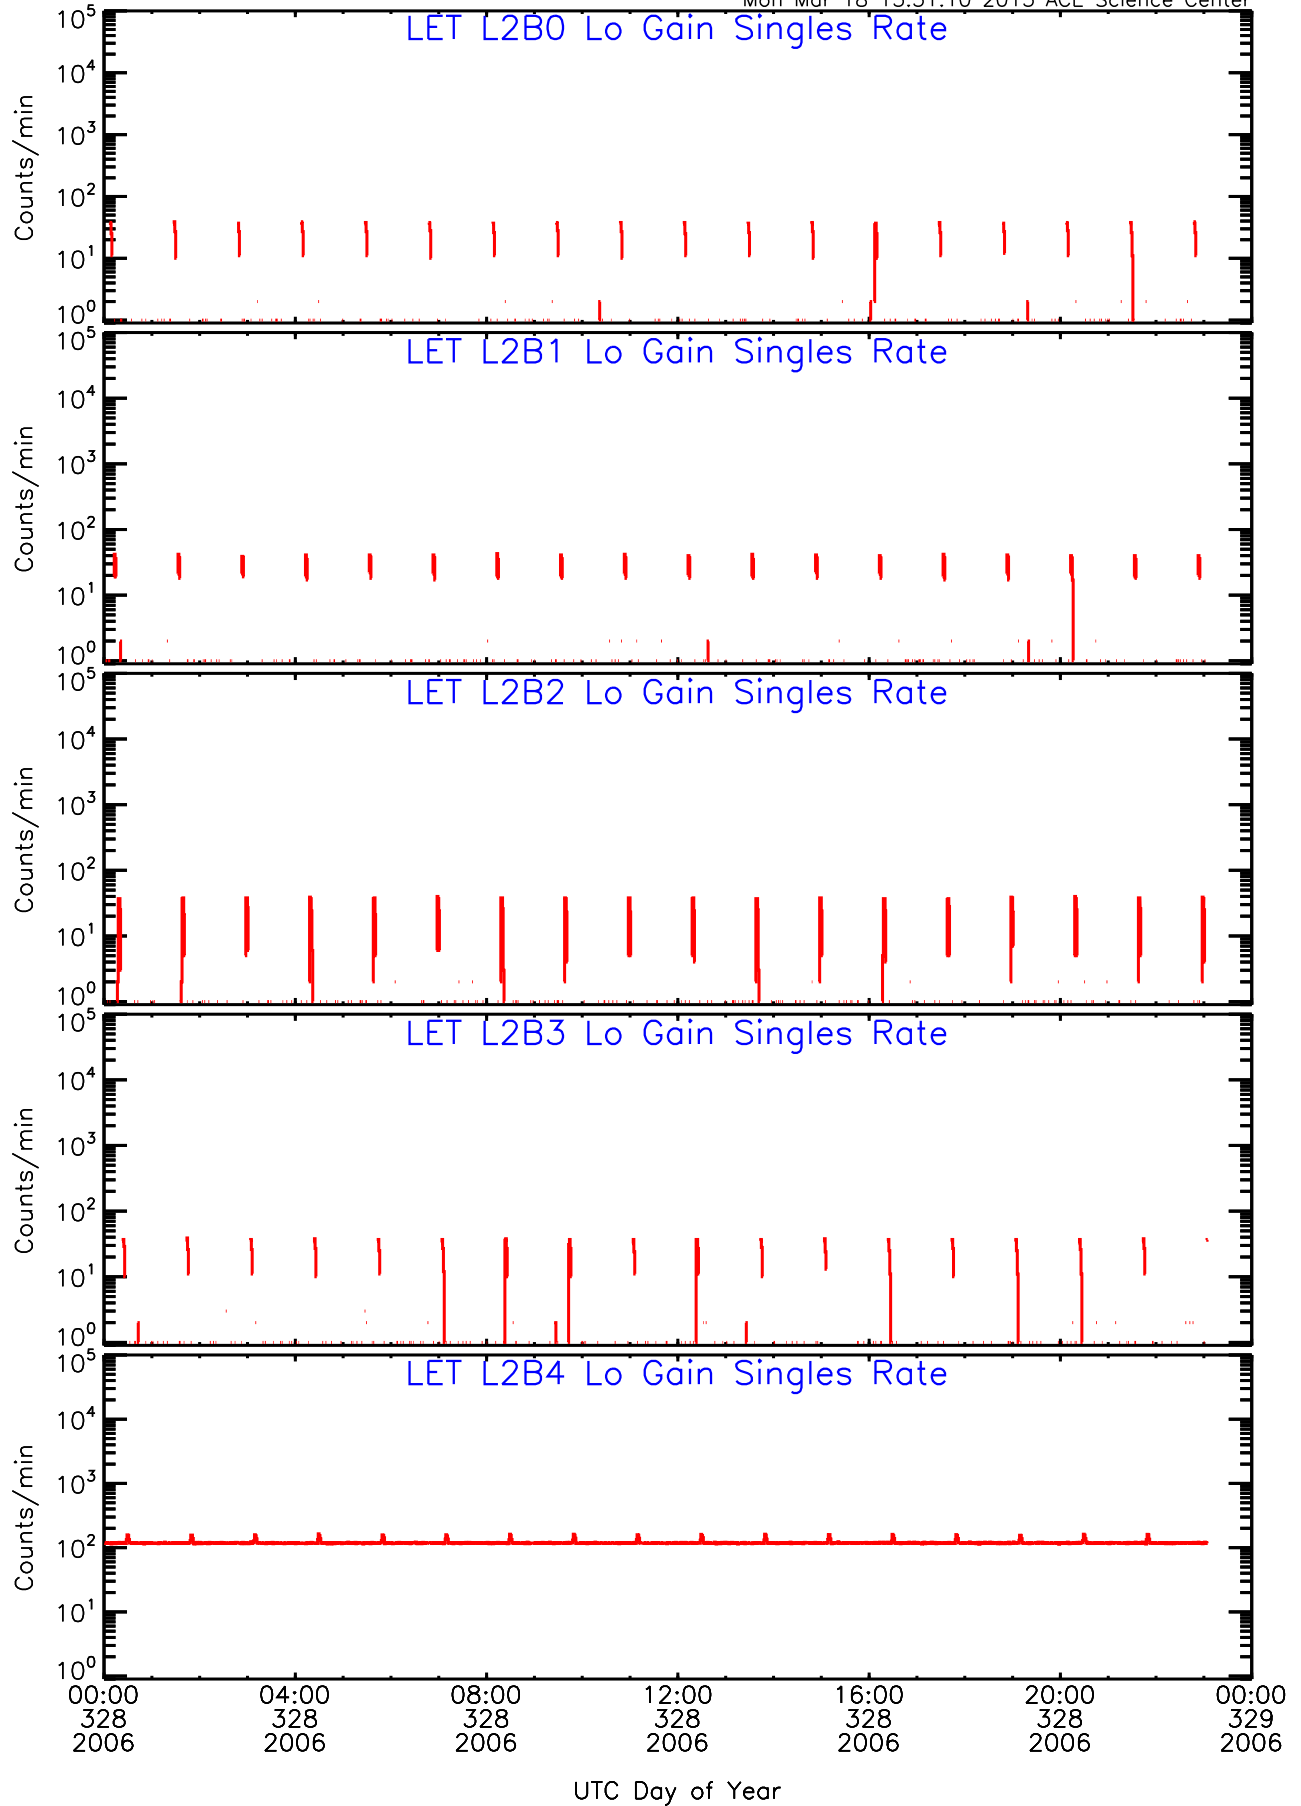 LET L2B0 Lo Gain Singles Rate
10^5
10^4
10^3
10^2
10^1
10^0
Counts/min
LET L2B1 Lo Gain Singles Rate
10^5
10^4
10^3
10^2
10^1
10^0
Counts/min
LET L2B2 Lo Gain Singles Rate
10^5
10^4
10^3
10^2
10^1
10^0
Counts/min
LET L2B3 Lo Gain Singles Rate
10^5
10^4
10^3
10^2
10^1
10^0
Counts/min
LET L2B4 Lo Gain Singles Rate
10^5
10^4
10^3
10^2
10^1
10^0
Counts/min
00:00 04:00 08:00 12:00 16:00 20:00 00:00
328 328 328 328 328 328 329
2006 2006 2006 2006 2006 2006 2006
UTC Day of Year